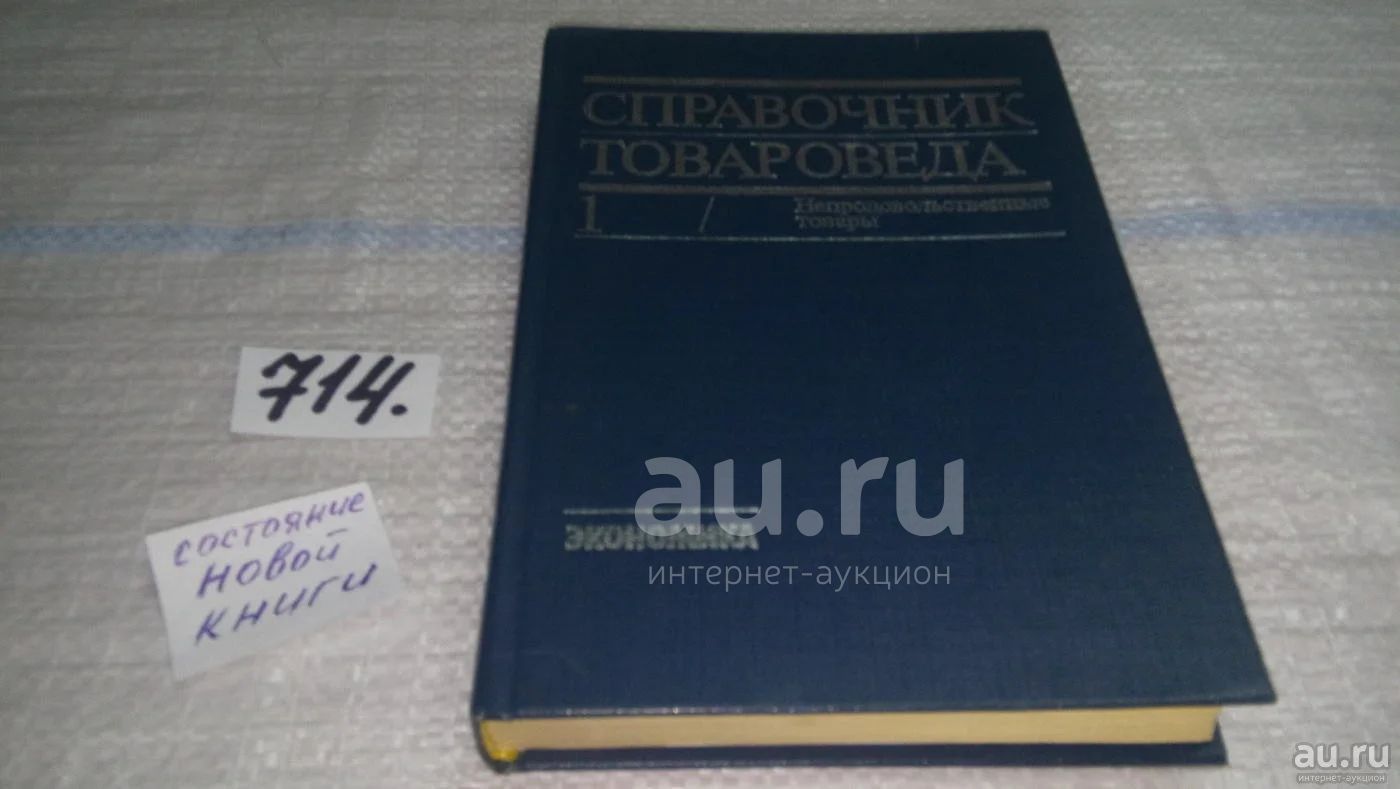 СПРАВОЧНИК
ТОВАРОВЕДА
1 / Непродовольственные
товары
714.
состояние
новой
книги
au.ru
ЭКОНОМИКА
интернет-аукцион
au.ru
интернет-аукцион